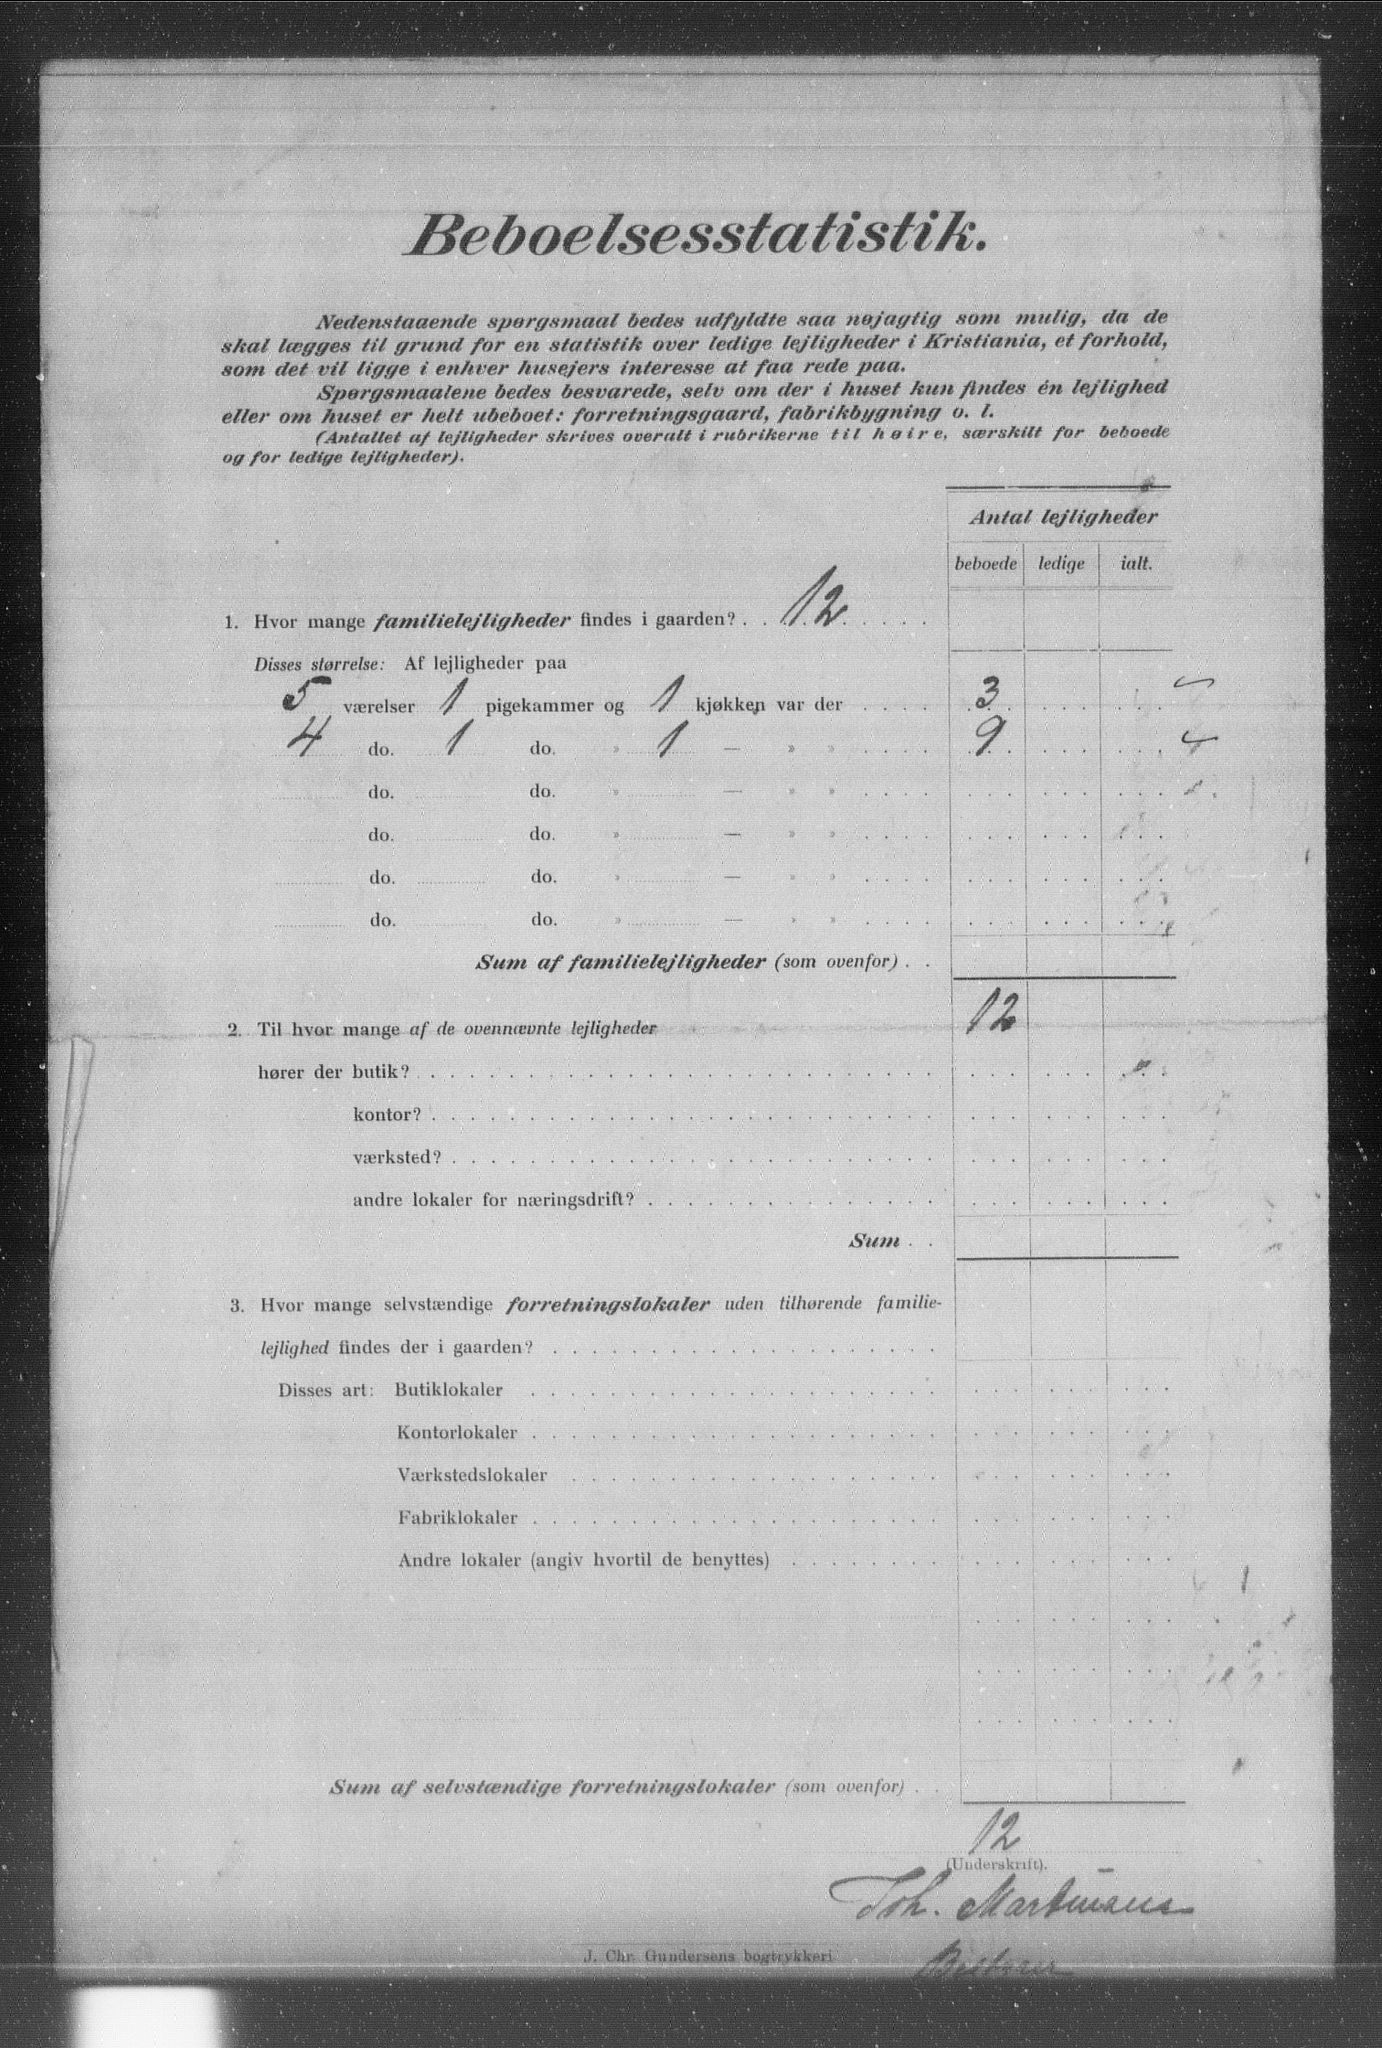 Beboelsesstatistik.
Nedenstaaende spørgsmaal bedes udfyldte saa nøjagtig som mulig, da de
skal lægges til grund for en statistik over ledige lejligheder i Kristiania, et forhold,
som det vil ligge i enhver husejers interesse at faa rede paa.
Spørgsmaalene bedes besvarede, selv om der i huset kun findes én lejlighed
eller om huset er helt ubeboet: forretningsgaard, fabrikbygning o. l.
(Antallet af lejligheder skrives overalt i rubrikerne til høire, særskilt for beboede
og for ledige lejligheder).
Antal lejligheder
beboede ledige ialt.
1. Hvor mange familielejligheder findes i gaarden? . . 12 . . . . .
Disses størrelse: Af lejligheder paa
5 værelser 1 pigekammer og 1 kjøkken var der . . . . 3
4 do. 1 do. » 1 — » » . . . . 9
do. do. » — » » . . . .
do. do. » — » » . . . .
do. do. » — » » . . . .
do. do. » — » » . . . .
Sum af familielejligheder (som ovenfor) . .
12
2. Til hvor mange af de ovennævnte lejligheder
hører der butik?
kontor?
værksted?
andre lokaler for næringsdrift?
Sum . .
3. Hvor mange selvstændige forretningslokaler uden tilhørende familie-
lejlighed findes der i gaarden?
Disses art: Butiklokaler
Kontorlokaler
Værkstedslokaler
Fabriklokaler
Andre lokaler (angiv hvortil de benyttes)
Sum af selvstændige forretningslokaler (som ovenfor) . .
12
(Underskrift).
Joh. Martinsen
J. Chr. Gundersens bogtrykkeri
Bestyrer